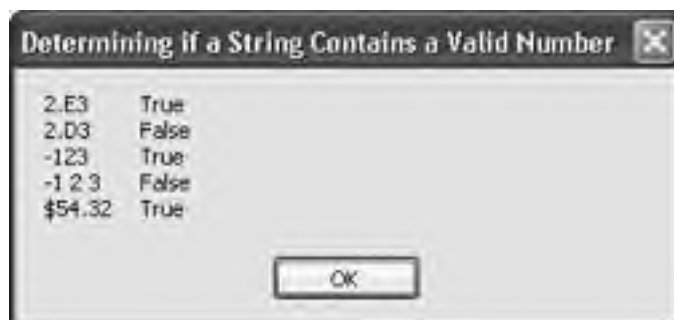 Determining if a String Contains a Valid Number
2.E3 True
2.D3 False
-123 True
-1 2 3 False
$54.32 True
OK